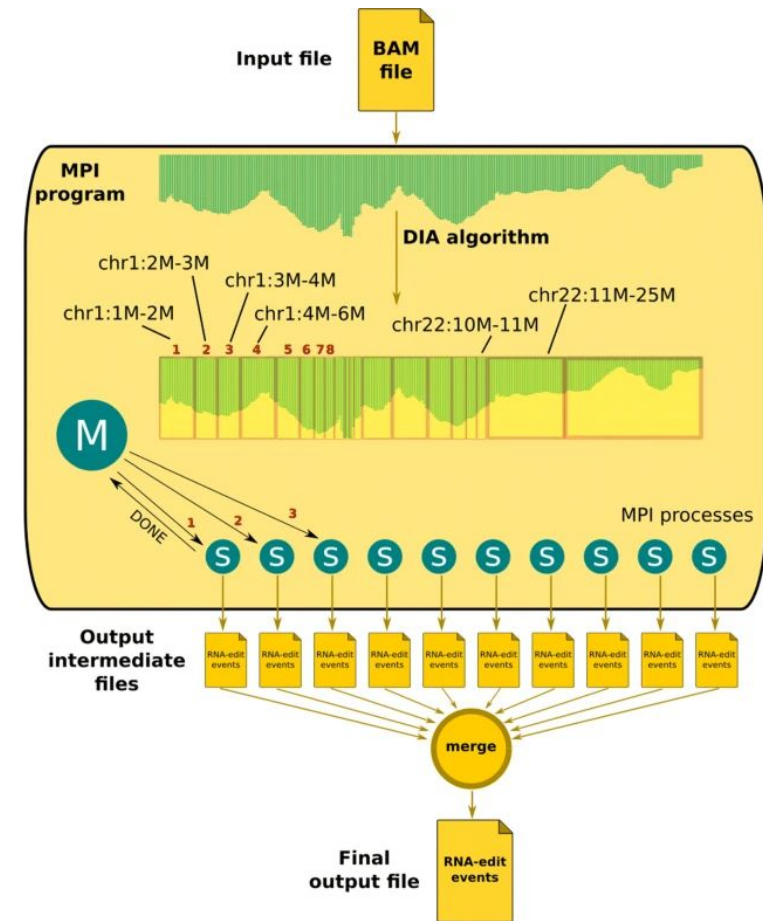 Input file
BAM
file
MPI
program
DIA algorithm
chr1:2M-3M
chr1:3M-4M
chr1:1M-2M
chr1:4M-6M
chr22:11M-25M
chr22:10M-11M
1 2 3 4 5 6 7 8
M
1 2 3
DONE
MPI processes
S S S S S S S S S S
Output
intermediate
files
RNA-edit
events
RNA-edit
events
RNA-edit
events
RNA-edit
events
RNA-edit
events
RNA-edit
events
RNA-edit
events
RNA-edit
events
RNA-edit
events
RNA-edit
events
merge
Final
output file
RNA-edit
events